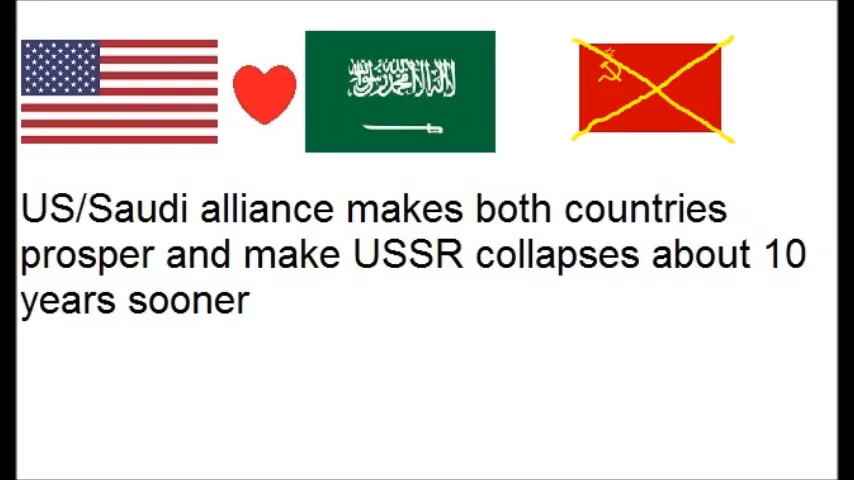 لا إله إلا الله محمد رسول الله
US/Saudi alliance makes both countries
prosper and make USSR collapses about 10
years sooner